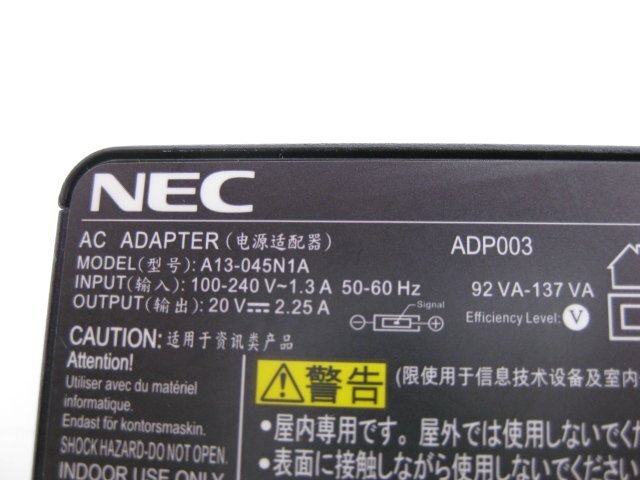 NEC
AC ADAPTER (电源适配器)
ADP003
MODEL(型号): A13-045N1A
INPUT(输入): 100-240 V~1.3 A 50-60 Hz
92 VA-137 VA
OUTPUT(输出): 20 V⎓2.25 A
Signal
Efficiency Level: V
CAUTION: 适用于资讯类产品
Attention!
Utiliser avec du matériel
informatique.
Endast för kontorsmaskin.
SHOCK HAZARD-DO NOT OPEN.
INDOOR USE ONLY
警告
(限使用于信息技术设备及室内
●屋内専用です。屋外では使用しないでくだ
●表面に接触しながら使用しないでください